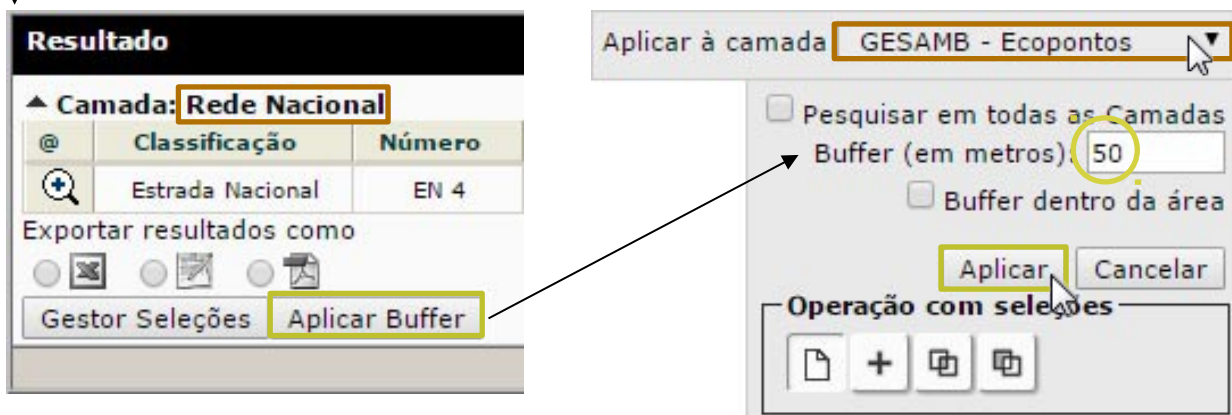 Resultado
Camada: Rede Nacional
@ Classificação Número
Estrada Nacional EN 4
Exportar resultados como
Gestor Seleções Aplicar Buffer
Aplicar à camada GESAMB - Ecopontos
Pesquisar em todas as Camadas
Buffer (em metros): 50
Buffer dentro da área
Aplicar Cancelar
Operação com seleções